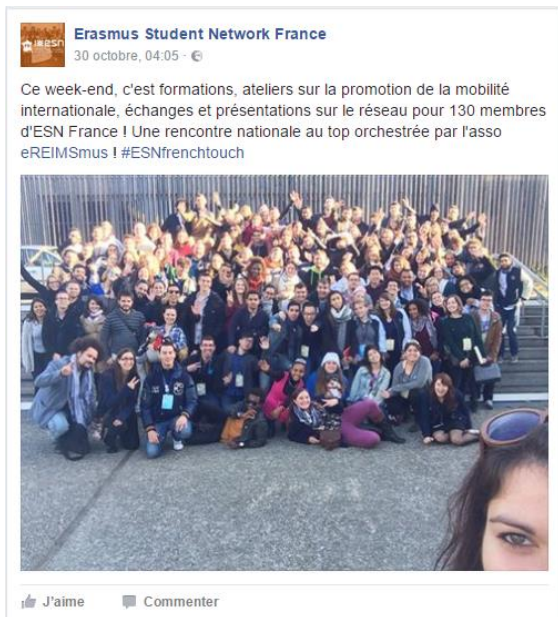 Erasmus Student Network France
30 octobre, 04:05 ·
Ce week-end, c'est formations, ateliers sur la promotion de la mobilité
internationale, échanges et présentations sur le réseau pour 130 membres
d'ESN France ! Une rencontre nationale au top orchestrée par l'asso
eREIMSmus ! #ESNfrenchtouch
J'aime Commenter